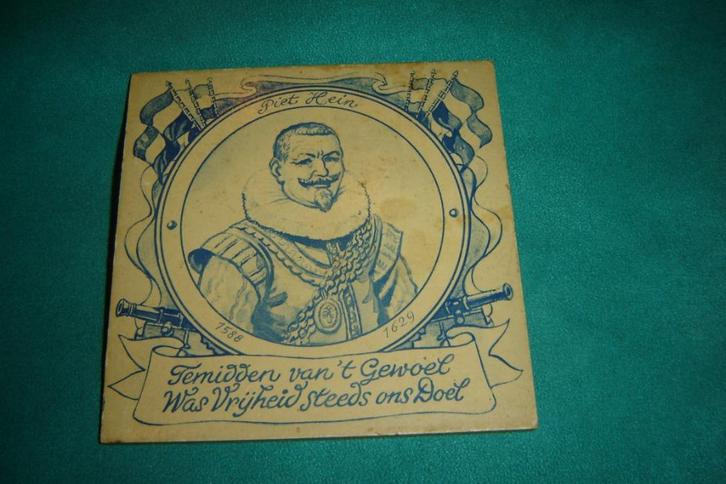 Piet Hein
1588
1629
Temidden van 't Gewoel
Was Vrijheid steeds ons Doel